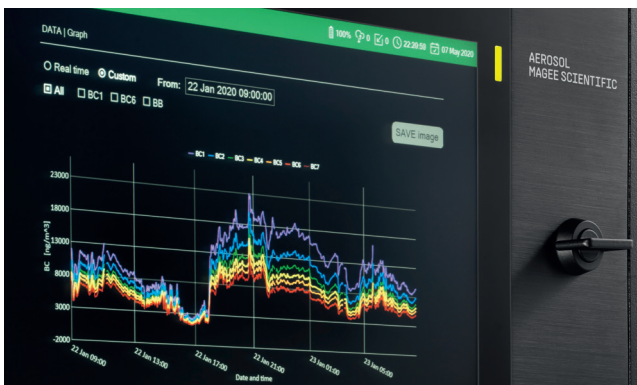 DATA | Graph
100% 0 0 22:20:58 07 May 2020
Real time Custom From: 22 Jan 2020 09:00:00
All BC1 BC6 BB
SAVE image
BC1 BC2 BC3 BC4 BC5 BC6 BC7
23000
18000
13000
8000
3000
-2000
BC [ng/m^3]
22 Jan 09:00
22 Jan 13:00
22 Jan 17:00
22 Jan 21:00
23 Jan 01:00
23 Jan 05:00
Date and time
AEROSOL
MAGEE SCIENTIFIC